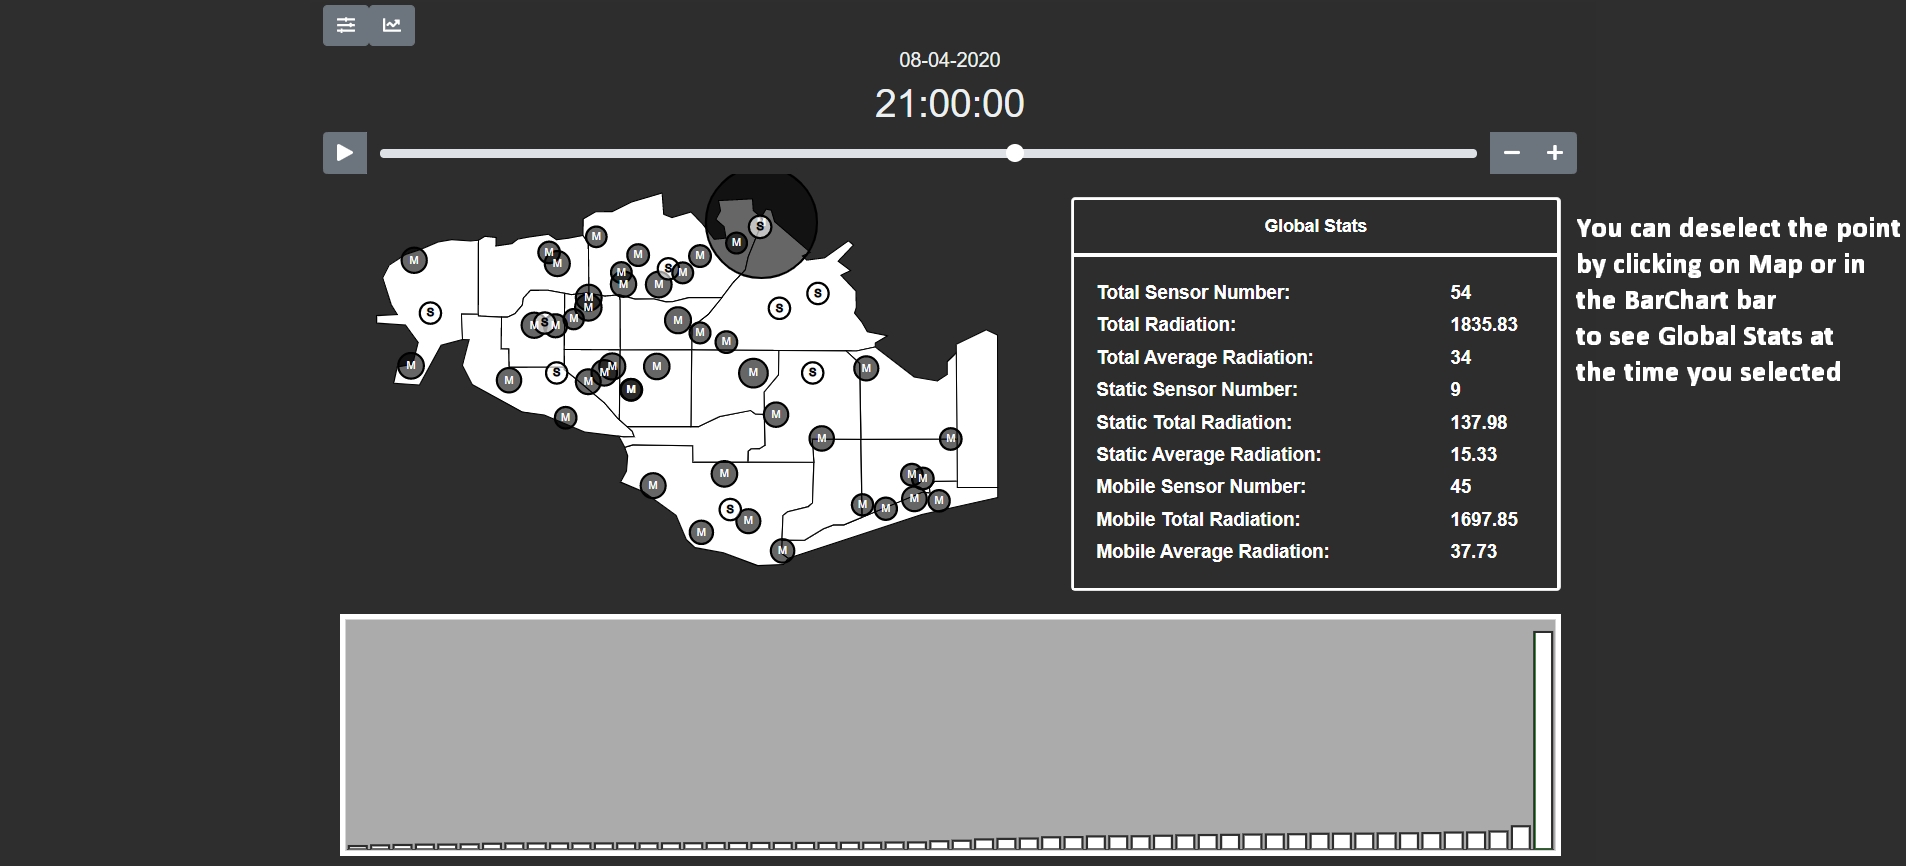 08-04-2020
21:00:00
Global Stats
Total Sensor Number: 54
Total Radiation: 1835.83
Total Average Radiation: 34
Static Sensor Number: 9
Static Total Radiation: 137.98
Static Average Radiation: 15.33
Mobile Sensor Number: 45
Mobile Total Radiation: 1697.85
Mobile Average Radiation: 37.73
You can deselect the point
by clicking on Map or in
the BarChart bar
to see Global Stats at
the time you selected
S
M
M
M
M
M
M
S
M
M
M
M
M
S
S
S
M
M
M
M
S
M
M
M
M
M
S
M
M
M
M
M
M
S
M
M
M
M
M
M
M
M
M
M
S
M
M
M
M
M
M
M
M